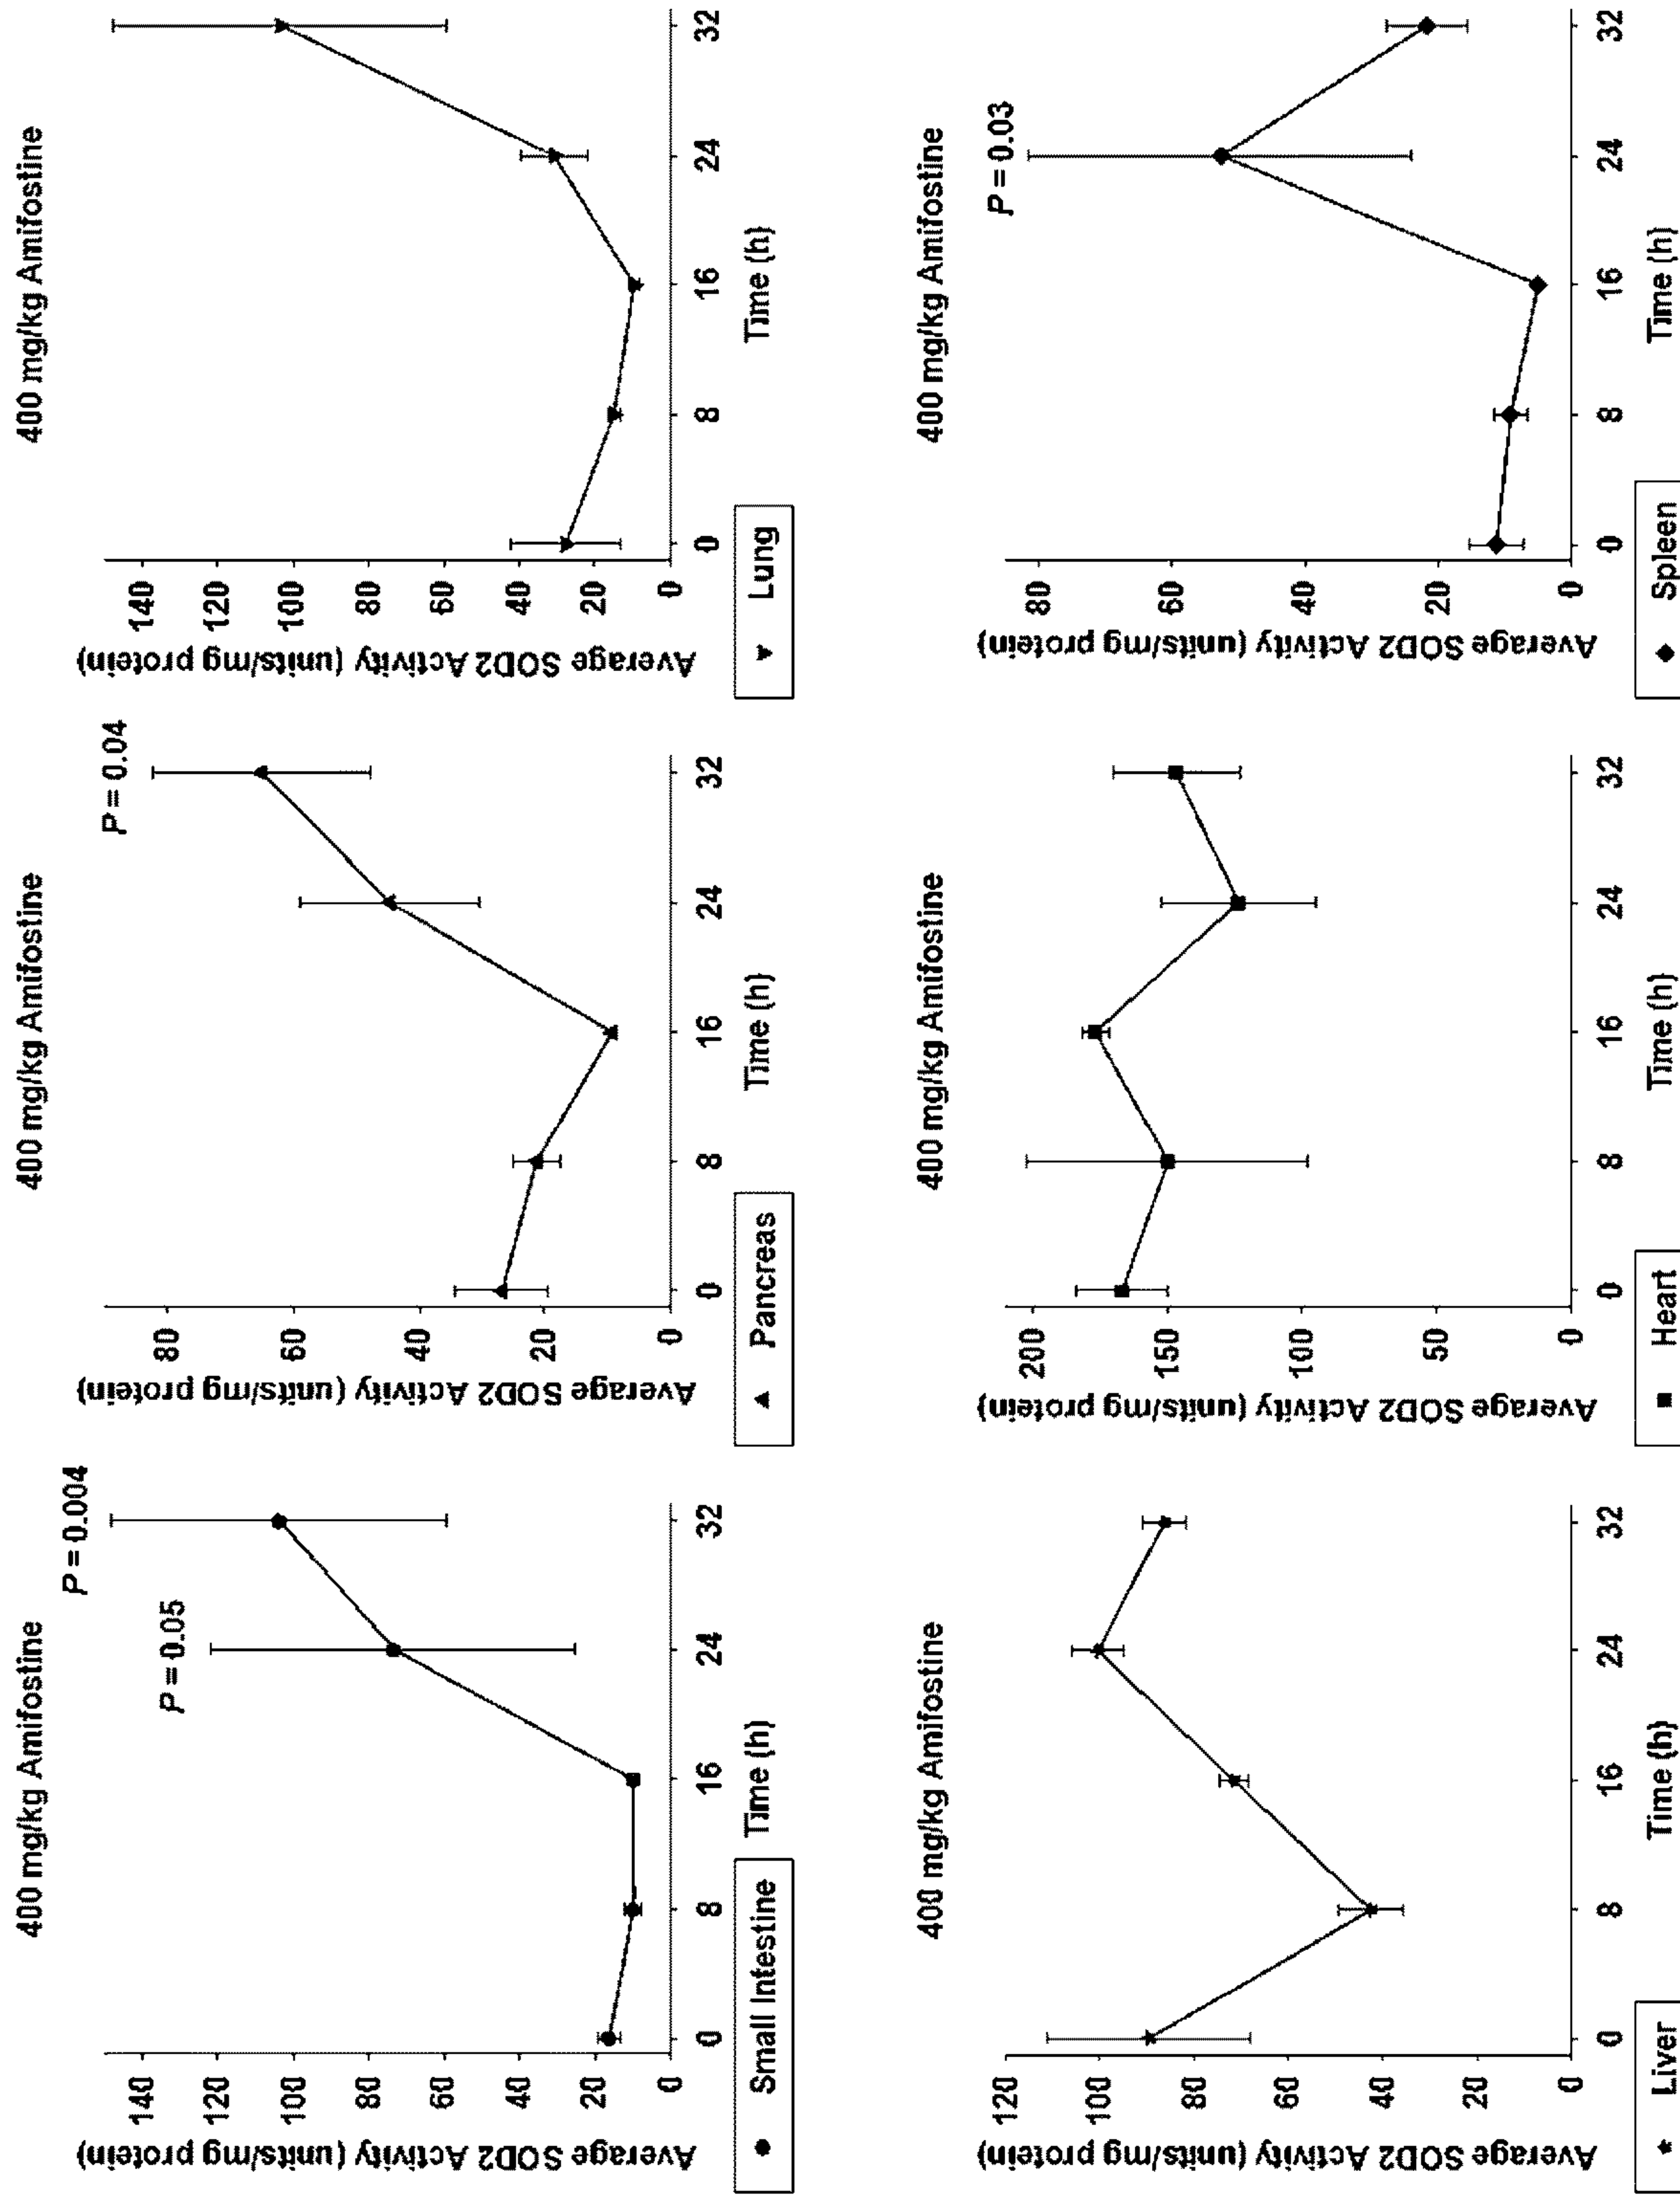 400 mg/kg Amifostine
P = 0.004
P = 0.05
Average SOD2 Activity (units/mg protein)
140
120
100
80
60
40
20
0
0 8 16 24 32
Time (h)
Small Intestine
400 mg/kg Amifostine
P = 0.04
Average SOD2 Activity (units/mg protein)
80
60
40
20
0
0 8 16 24 32
Time (h)
Pancreas
400 mg/kg Amifostine
Average SOD2 Activity (units/mg protein)
140
120
100
80
60
40
20
0
0 8 16 24 32
Time (h)
Lung
400 mg/kg Amifostine
Average SOD2 Activity (units/mg protein)
120
100
80
60
40
20
0
0 8 16 24 32
Time (h)
Liver
400 mg/kg Amifostine
Average SOD2 Activity (units/mg protein)
200
150
100
50
0
0 8 16 24 32
Time (h)
Heart
400 mg/kg Amifostine
P = 0.03
Average SOD2 Activity (units/mg protein)
80
60
40
20
0
0 8 16 24 32
Time (h)
Spleen